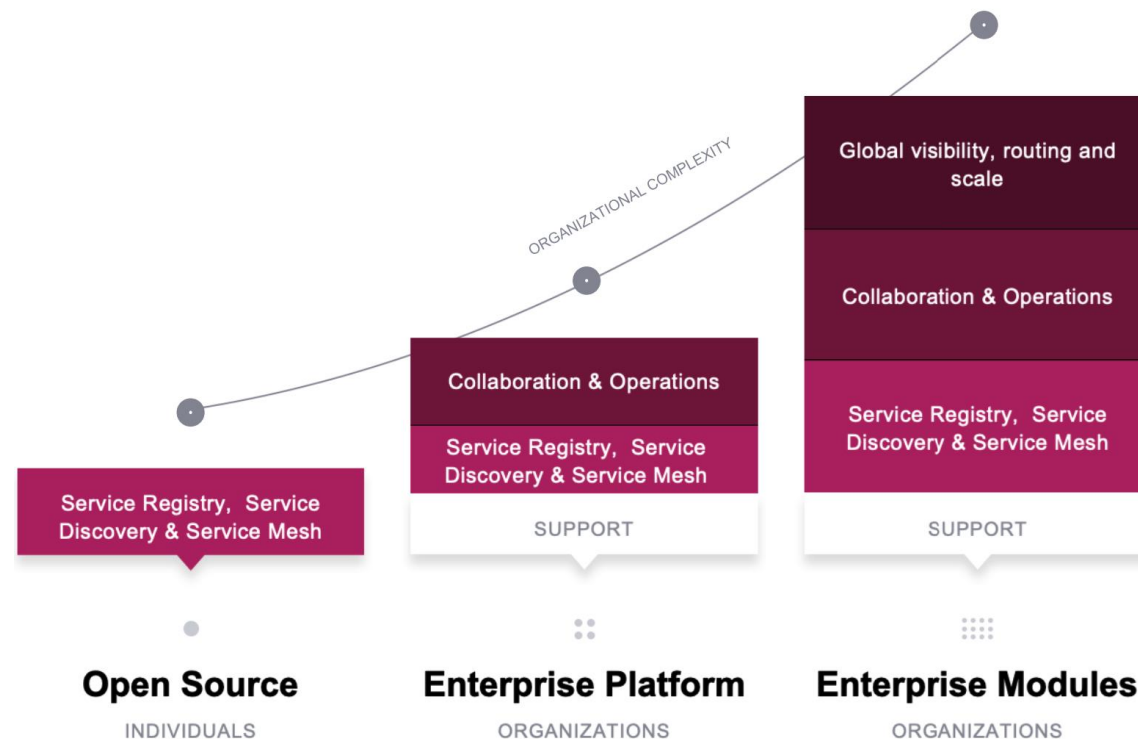 ORGANIZATIONAL COMPLEXITY
Global visibility, routing and
scale
Collaboration & Operations
Service Registry, Service
Discovery & Service Mesh
SUPPORT
Collaboration & Operations
Service Registry, Service
Discovery & Service Mesh
SUPPORT
Service Registry, Service
Discovery & Service Mesh
Open Source
INDIVIDUALS
Enterprise Platform
ORGANIZATIONS
Enterprise Modules
ORGANIZATIONS